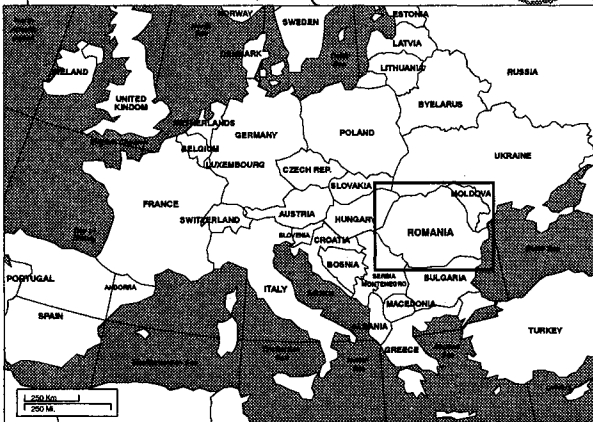 NORWAY
SWEDEN
ESTONIA
LATVIA
LITHUANIA
RUSSIA
DENMARK
IRELAND
UNITED
KINGDOM
BYELARUS
NETHERLANDS
GERMANY
POLAND
BELGIUM
LUXEMBOURG
UKRAINE
CZECH REP.
SLOVAKIA
MOLDOVA
FRANCE
SWITZERLAND
AUSTRIA
HUNGARY
ROMANIA
SLOVENIA
CROATIA
BOSNIA
SERBIA
MONTENEGRO
BULGARIA
PORTUGAL
ANDORRA
SPAIN
ITALY
MACEDONIA
ALBANIA
GREECE
TURKEY
250 Km.
250 Mi.